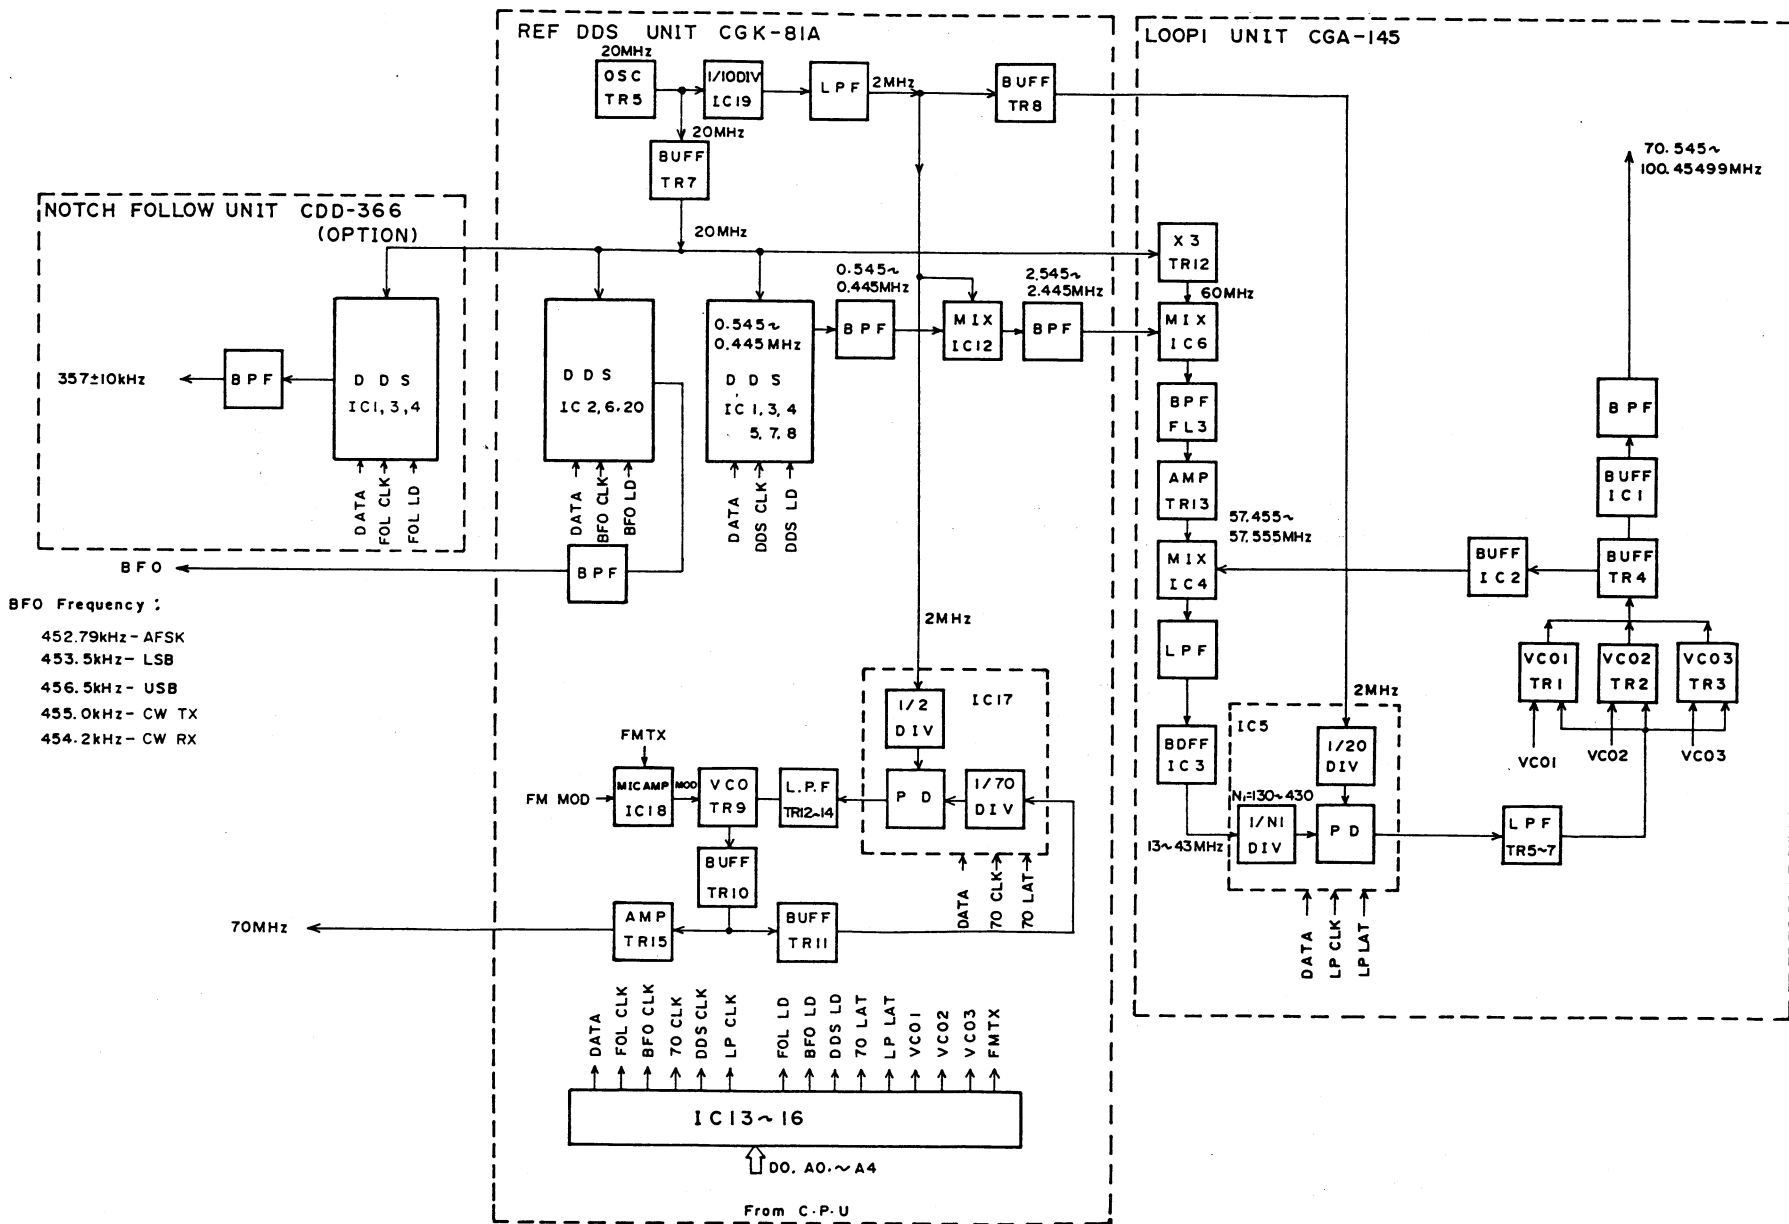 REF DDS UNIT CGK-81A
20MHz
OSC
TR5
1/10DIV
IC19
LPF
2MHz
BUFF
TR8
20MHz
BUFF
TR7
20MHz
NOTCH FOLLOW UNIT CDD-366
(OPTION)
357±10kHz
BPF
DDS
IC1,3,4
DATA
FOL CLK
FOL LD
DDS
IC2,6,20
DATA
BFO CLK
BFO LD
0.545~
0.445MHz
DDS
IC1,3,4
5,7,8
DATA
DDS CLK
DDS LD
0.545~
0.445MHz
BPF
MIX
IC12
2.545~
2.445MHz
BPF
BFO
BPF
BFO Frequency :
452.79kHz-AFSK
453.5kHz-LSB
456.5kHz-USB
455.0kHz-CW TX
454.2kHz-CW RX
2MHz
IC17
1/2
DIV
FMTX
FM MOD
MICAMP
IC18
MOD
VCO
TR9
L.P.F
TR12~14
PD
1/70
DIV
BUFF
TR10
DATA
70 CLK
70 LAT
70MHz
AMP
TR15
BUFF
TR11
DATA
FOL CLK
BFO CLK
70 CLK
DDS CLK
LP CLK
FOL LD
BFO LD
DDS LD
70 LAT
LP LAT
VCO1
VCO2
VCO3
FMTX
IC13~16
D0. A0.~A4
From C.P.U
LOOP1 UNIT CGA-145
70.545~
100.45499MHz
X3
TR12
60MHz
MIX
IC6
BPF
FL3
AMP
TR13
57.455~
57.555MHz
MIX
IC4
LPF
BDFF
IC3
13~43MHz
BPF
BUFF
IC1
BUFF
TR4
BUFF
IC2
VCO1
TR1
VCO2
TR2
VCO3
TR3
VCO1
VCO2
VCO3
2MHz
IC5
1/20
DIV
N1=130~430
1/N1
DIV
PD
LPF
TR5~7
DATA
LP CLK
LP LAT